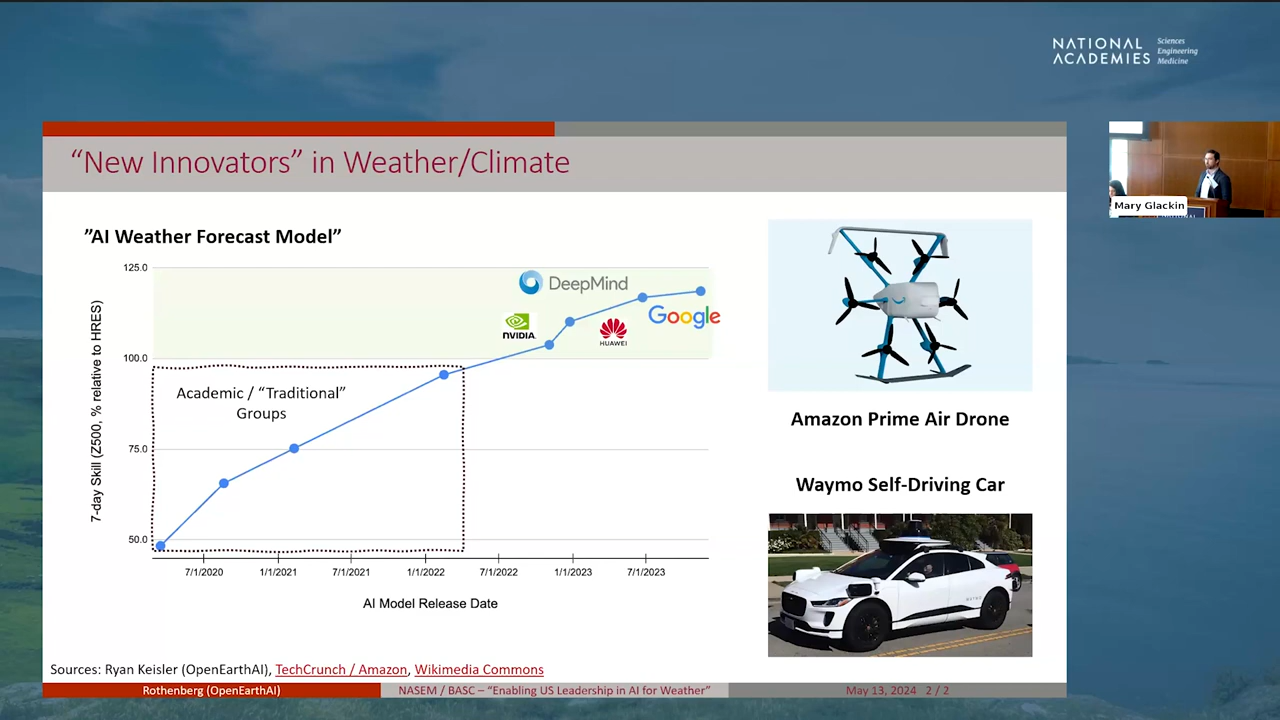 NATIONAL
ACADEMIES
Sciences
Engineering
Medicine
“New Innovators” in Weather/Climate
”AI Weather Forecast Model”
7-day Skill (Z500, % relative to HRES)
125.0
100.0
75.0
50.0
DeepMind
NVIDIA.
HUAWEI
Google
Academic / “Traditional”
Groups
7/1/2020 1/1/2021 7/1/2021 1/1/2022 7/1/2022 1/1/2023 7/1/2023
AI Model Release Date
Amazon Prime Air Drone
Waymo Self-Driving Car
Sources: Ryan Keisler (OpenEarthAI), TechCrunch / Amazon, Wikimedia Commons
Rothenberg (OpenEarthAI) NASEM / BASC – “Enabling US Leadership in AI for Weather” May 13, 2024 2 / 2
Mary Glackin